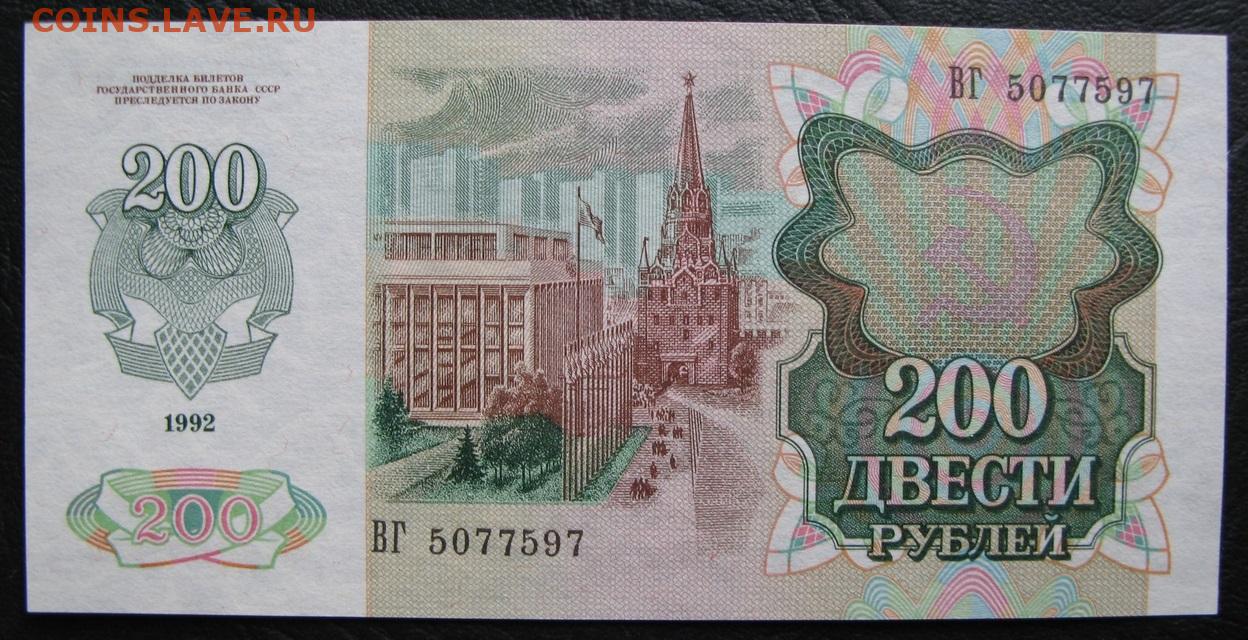 COINS.LAVE.RU
ПОДДЕЛКА БИЛЕТОВ
ГОСУДАРСТВЕННОГО БАНКА СССР
ПРЕСЛЕДУЕТСЯ ПО ЗАКОНУ
200
1992
200
ВГ 5077597
ВГ 5077597
200
ДВЕСТИ
РУБЛЕЙ